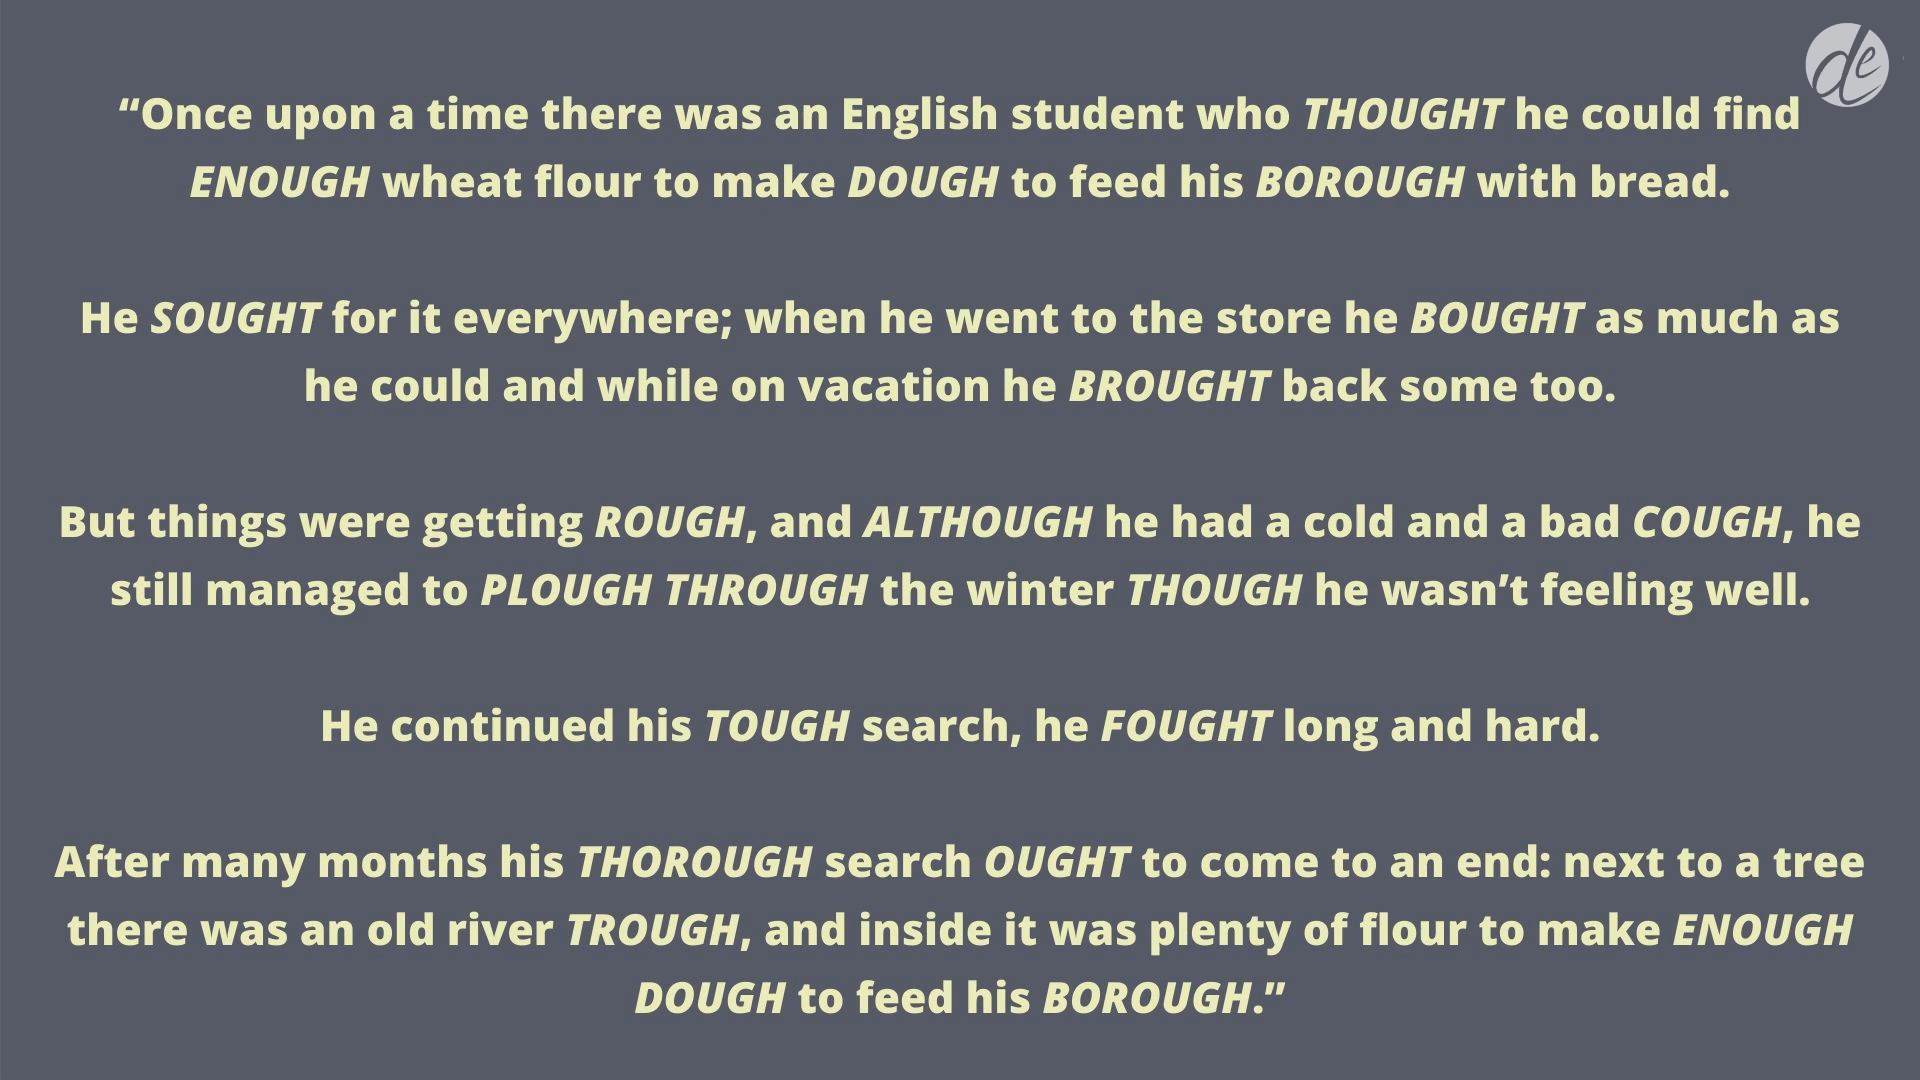 de
“Once upon a time there was an English student who THOUGHT he could find
ENOUGH wheat flour to make DOUGH to feed his BOROUGH with bread.
He SOUGHT for it everywhere; when he went to the store he BOUGHT as much as
he could and while on vacation he BROUGHT back some too.
But things were getting ROUGH, and ALTHOUGH he had a cold and a bad COUGH, he
still managed to PLOUGH THROUGH the winter THOUGH he wasn’t feeling well.
He continued his TOUGH search, he FOUGHT long and hard.
After many months his THOROUGH search OUGHT to come to an end: next to a tree
there was an old river TROUGH, and inside it was plenty of flour to make ENOUGH
DOUGH to feed his BOROUGH.”